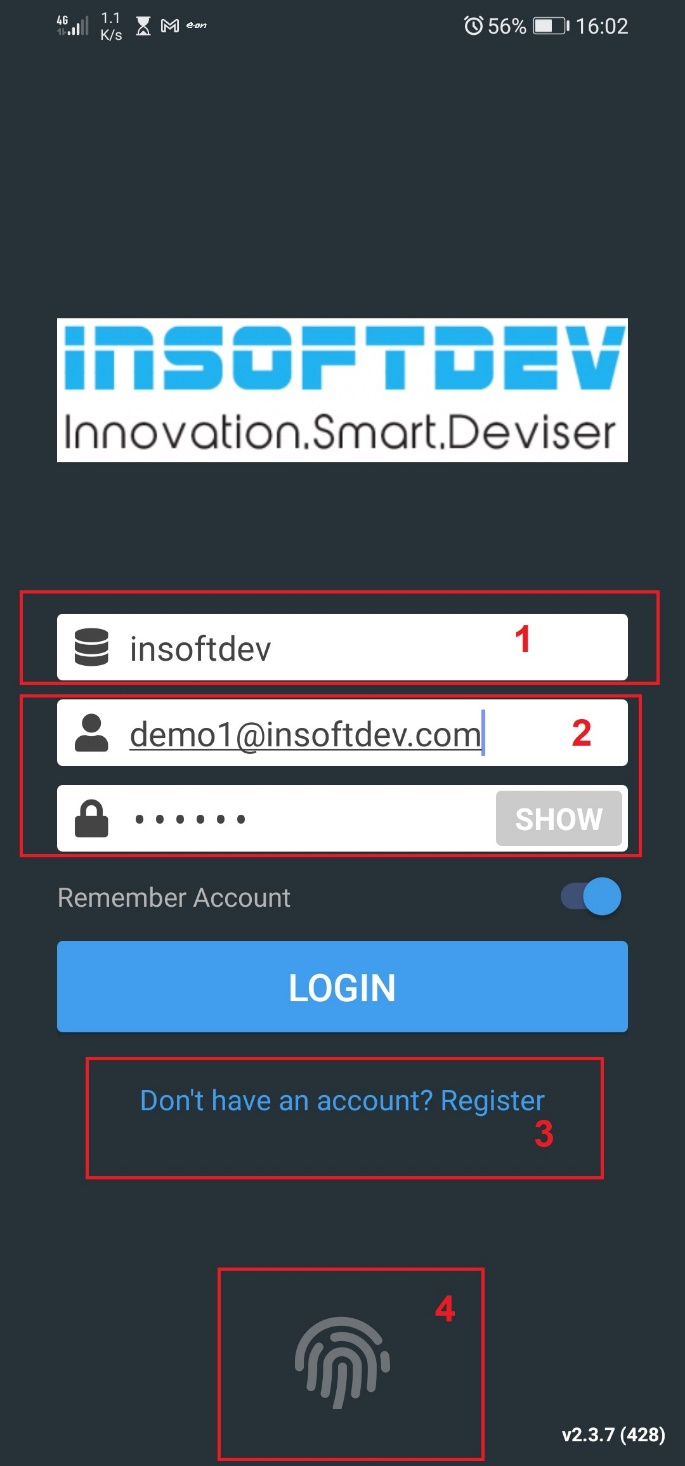 4G 1.1 K/s e·on 56% 16:02
INSOFTDEV
Innovation.Smart.Deviser
insoftdev 1
demo1@insoftdev.com 2
•••••• SHOW
Remember Account
LOGIN
Don't have an account? Register
3
4
v2.3.7 (428)